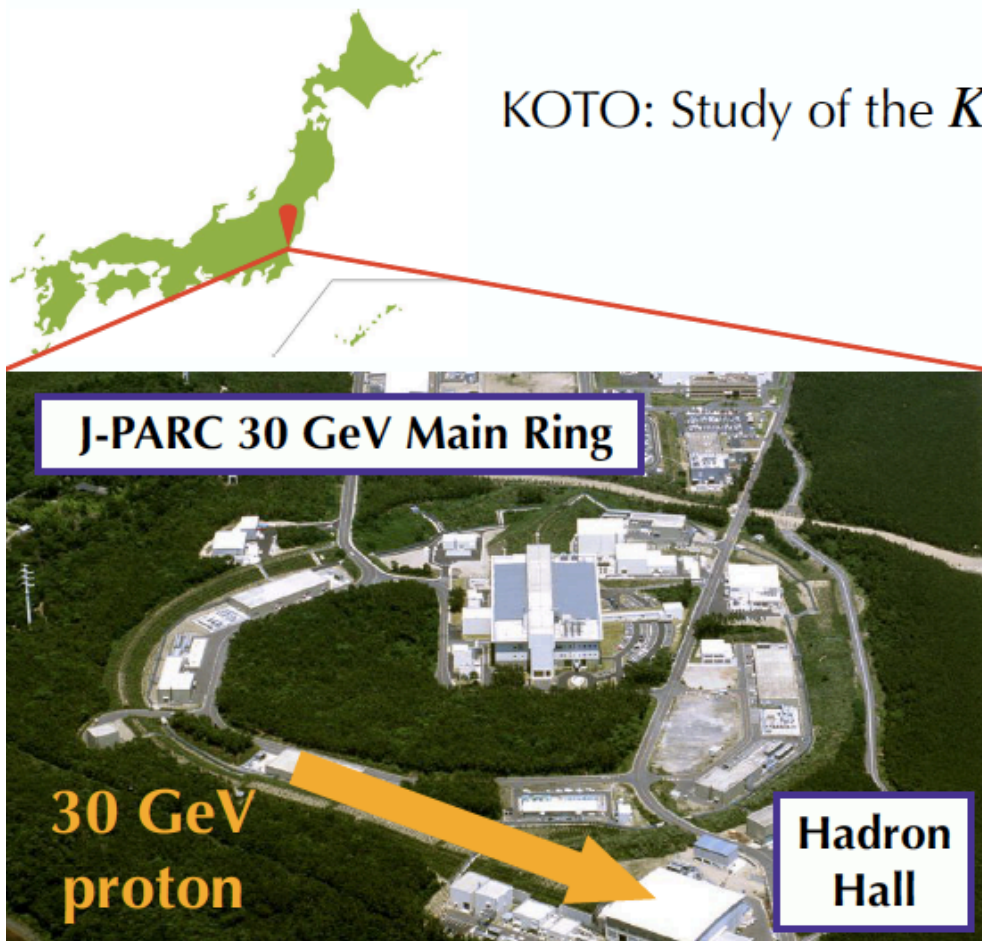 KOTO: Study of the K
J-PARC 30 GeV Main Ring
30 GeV
proton
Hadron
Hall